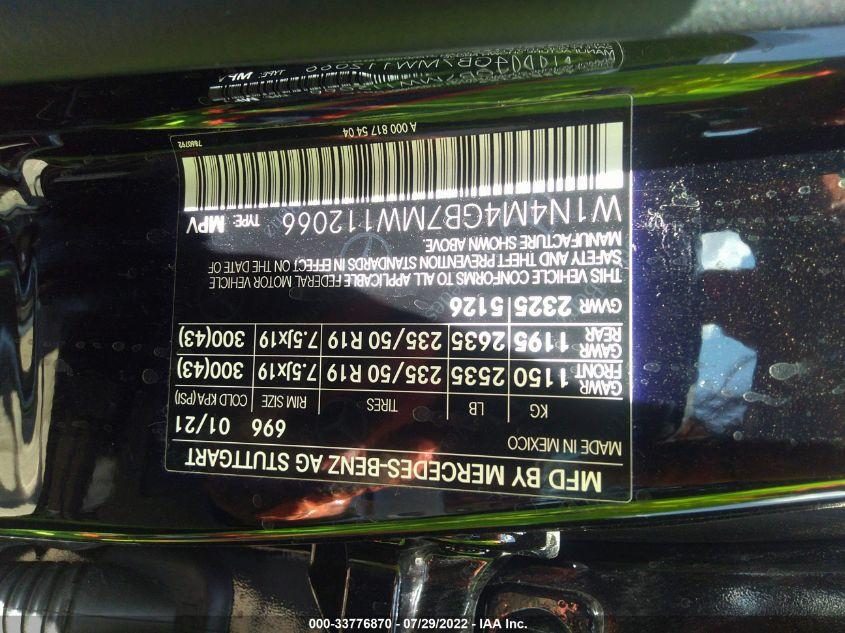 MFD BY MERCEDES-BENZ AG STUTTGART
MADE IN MEXICO 696 01/21
KG LB TIRES RIM SIZE COLD KPA (PSI)
GAWR FRONT 1150 2535 235/50 R19 7.5Jx19 300(43)
GAWR REAR 1195 2635 235/50 R19 7.5Jx19 300(43)
GVWR 2325 5126
THIS VEHICLE CONFORMS TO ALL APPLICABLE FEDERAL MOTOR VEHICLE
SAFETY AND THEFT PREVENTION STANDARDS IN EFFECT ON THE DATE OF
MANUFACTURE SHOWN ABOVE.
W1N4M4GB7MW112066 TYPE: MPV
A 000 817 54 04
7880792
000-33776870 / 07/29/2022 - IAA Inc.